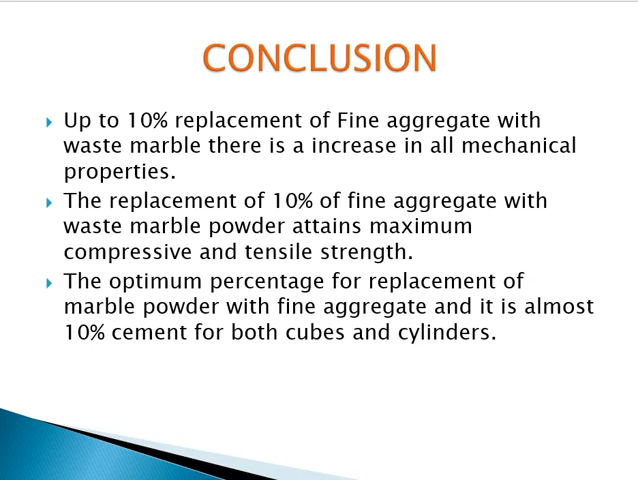 CONCLUSION
Up to 10% replacement of Fine aggregate with
waste marble there is a increase in all mechanical
properties.
The replacement of 10% of fine aggregate with
waste marble powder attains maximum
compressive and tensile strength.
The optimum percentage for replacement of
marble powder with fine aggregate and it is almost
10% cement for both cubes and cylinders.